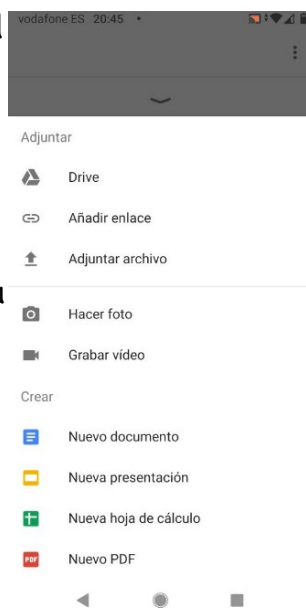 vodafone ES 20:45
Adjuntar
Drive
Añadir enlace
Adjuntar archivo
Hacer foto
Grabar vídeo
Crear
Nuevo documento
Nueva presentación
Nueva hoja de cálculo
PDF Nuevo PDF